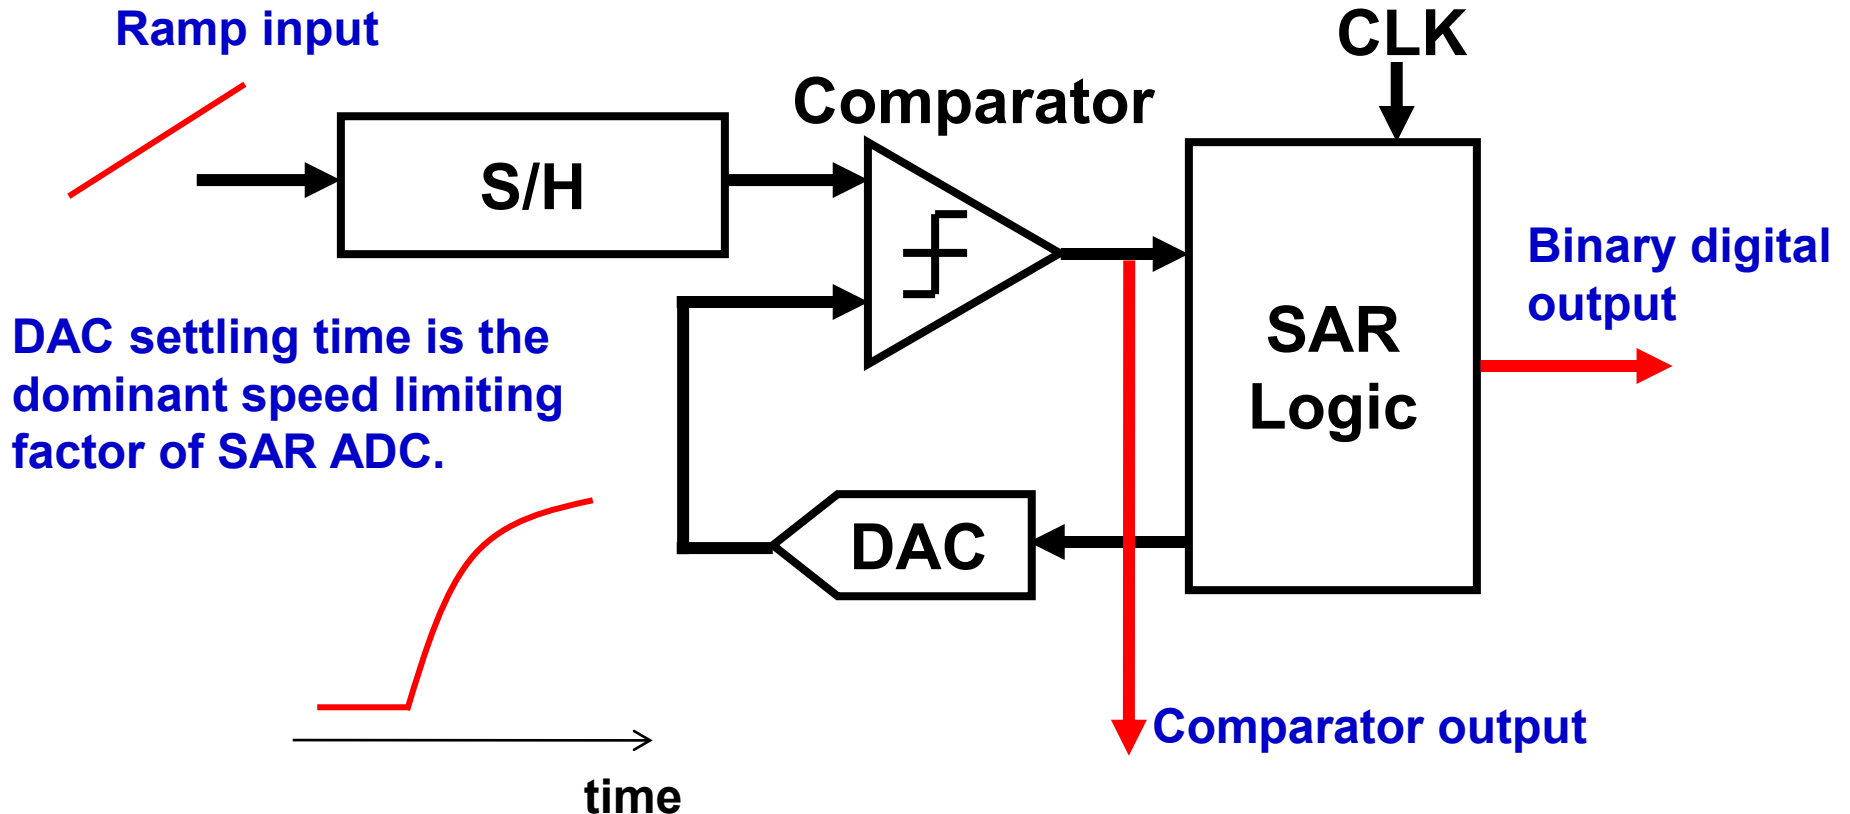 Ramp input
CLK
Comparator
S/H
Binary digital
output
SAR
Logic
DAC settling time is the
dominant speed limiting
factor of SAR ADC.
DAC
Comparator output
time